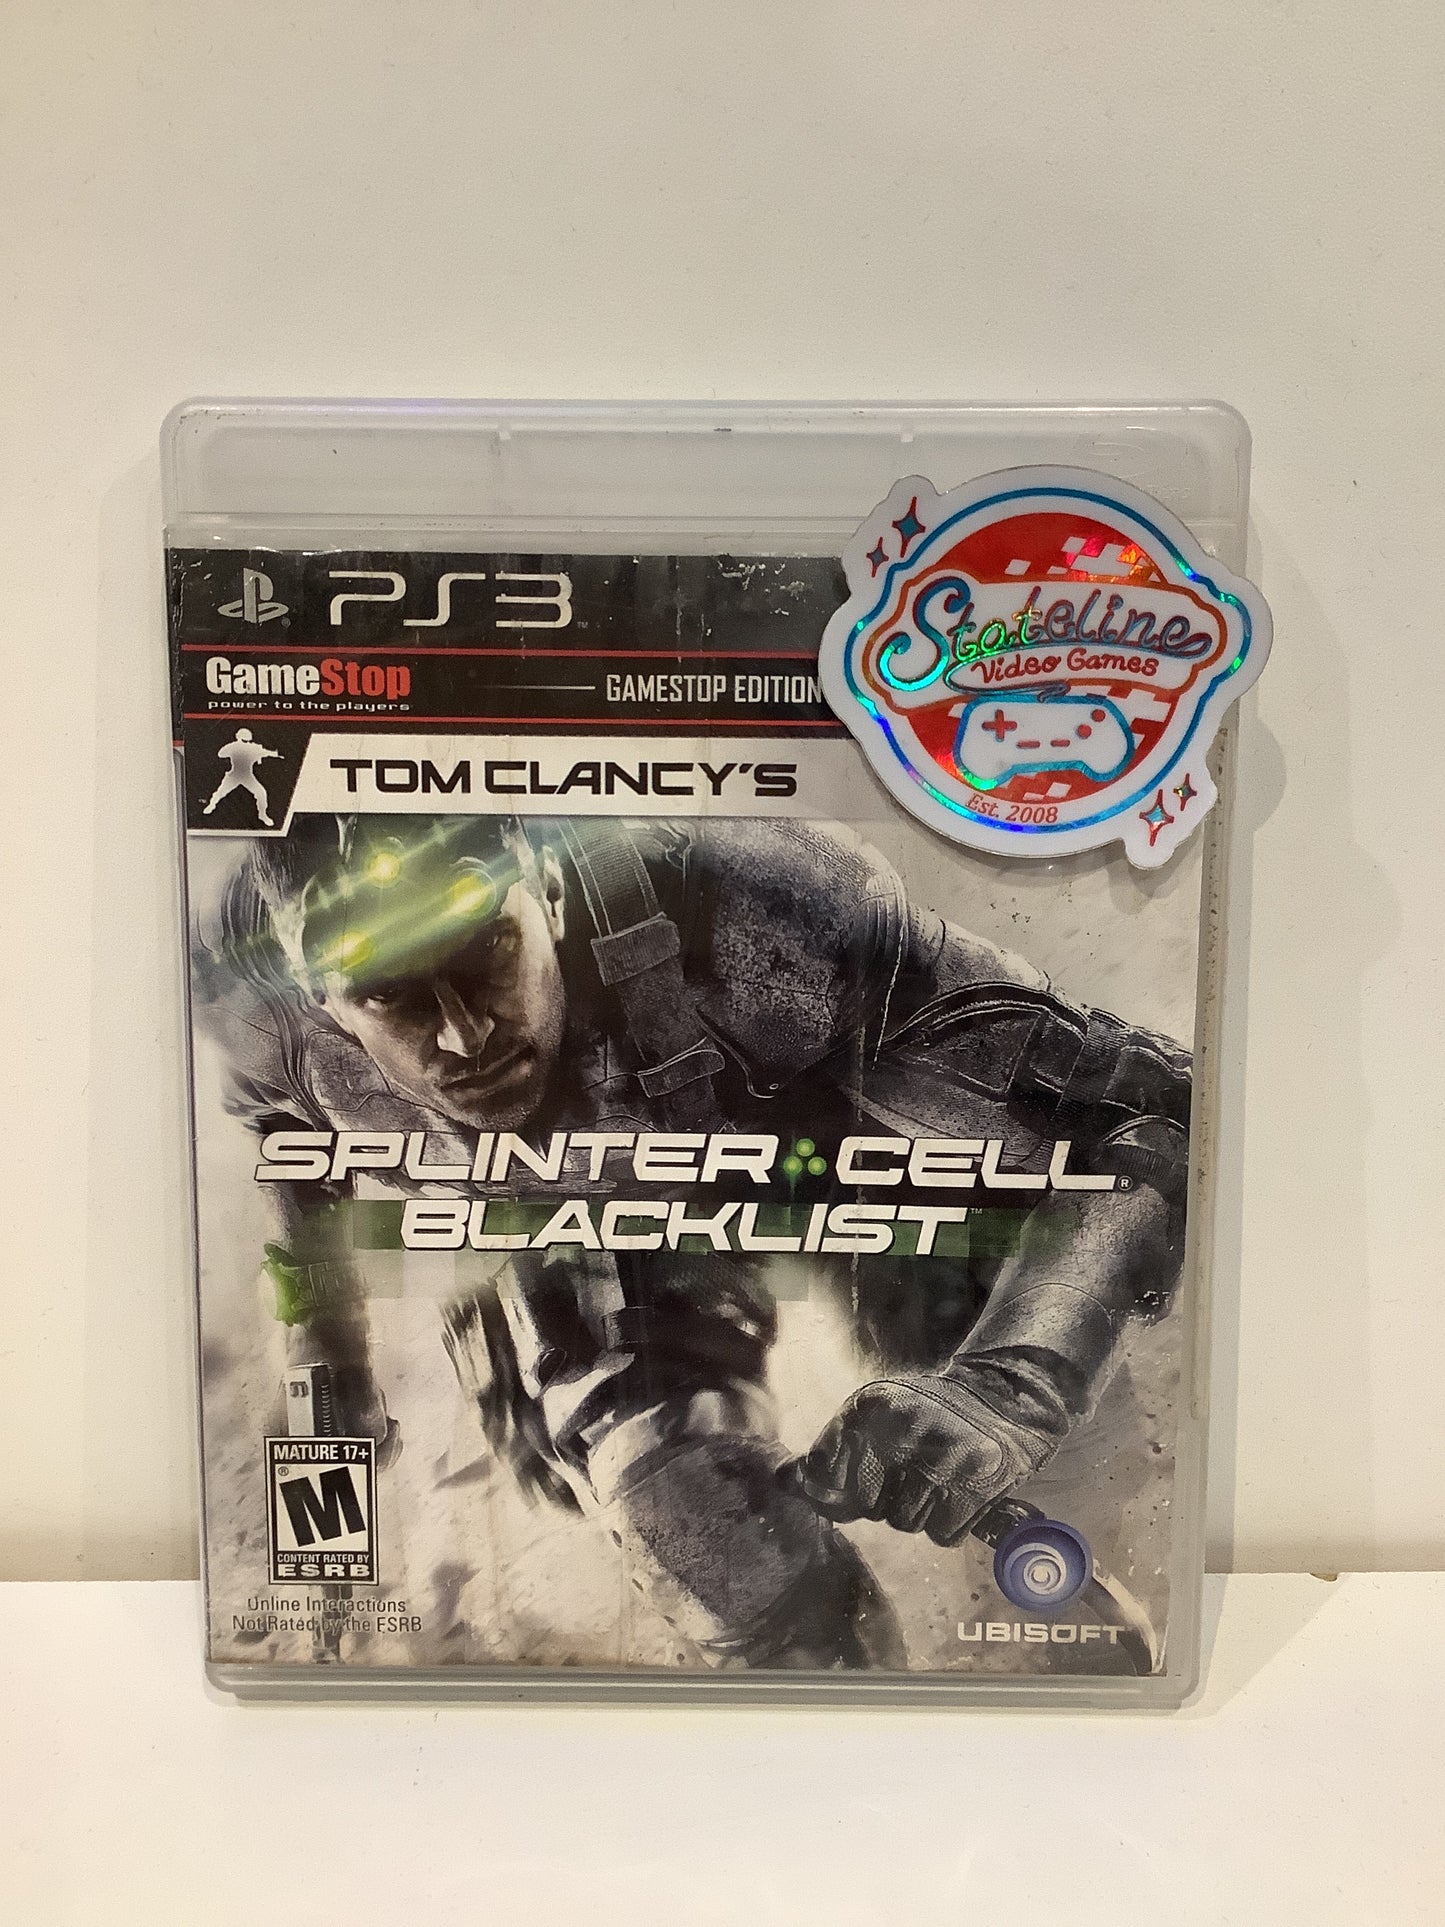 PS3
GameStop
power to the players
GAMESTOP EDITION
Stateline
Video Games
Est. 2008
TOM CLANCY'S
SPLINTER CELL®
BLACKLIST™
MATURE 17+
M®
CONTENT RATED BY
ESRB
Online Interactions
Not Rated by the ESRB
UBISOFT